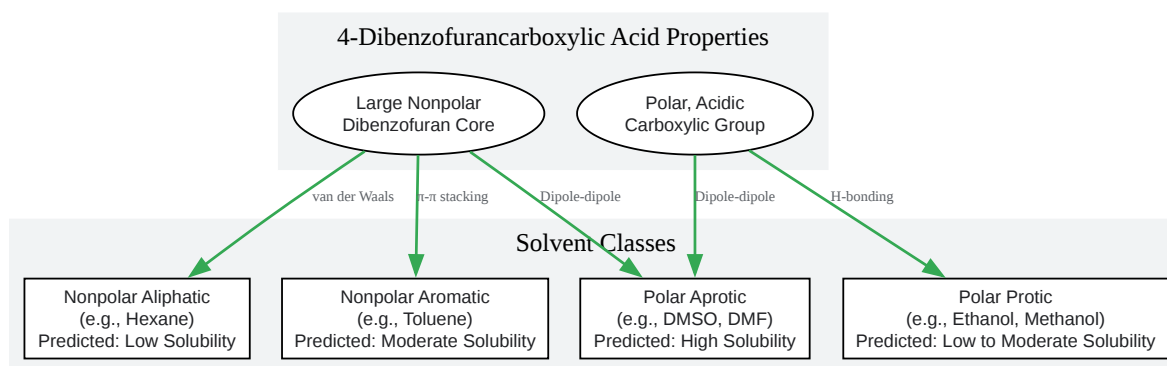 4-Dibenzofurancarboxylic Acid Properties
Large Nonpolar
Dibenzofuran Core
Polar, Acidic
Carboxylic Group
van der Waals
π-π stacking
Dipole-dipole
Dipole-dipole
H-bonding
Solvent Classes
Nonpolar Aliphatic
(e.g., Hexane)
Predicted: Low Solubility
Nonpolar Aromatic
(e.g., Toluene)
Predicted: Moderate Solubility
Polar Aprotic
(e.g., DMSO, DMF)
Predicted: High Solubility
Polar Protic
(e.g., Ethanol, Methanol)
Predicted: Low to Moderate Solubility